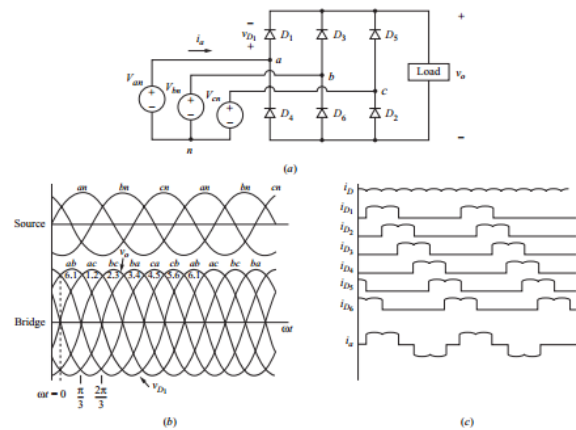 i_a
−
v_D1
+
D1
D3
D5
+
Load
v_o
−
a
b
c
V_an
V_bn
V_cn
+
−
+
−
+
−
D4
D6
D2
n
(a)
an bn cn an bn cn
Source
v_o
ab ac bc ba ca cb ab ac bc ba
6,1 1,2 2,3 3,4 4,5 5,6 6,1
Bridge
ωt
v_D1
ωt = 0 π/3 2π/3
(b)
i_D
i_D1
i_D2
i_D3
i_D4
i_D5
i_D6
i_a
(c)